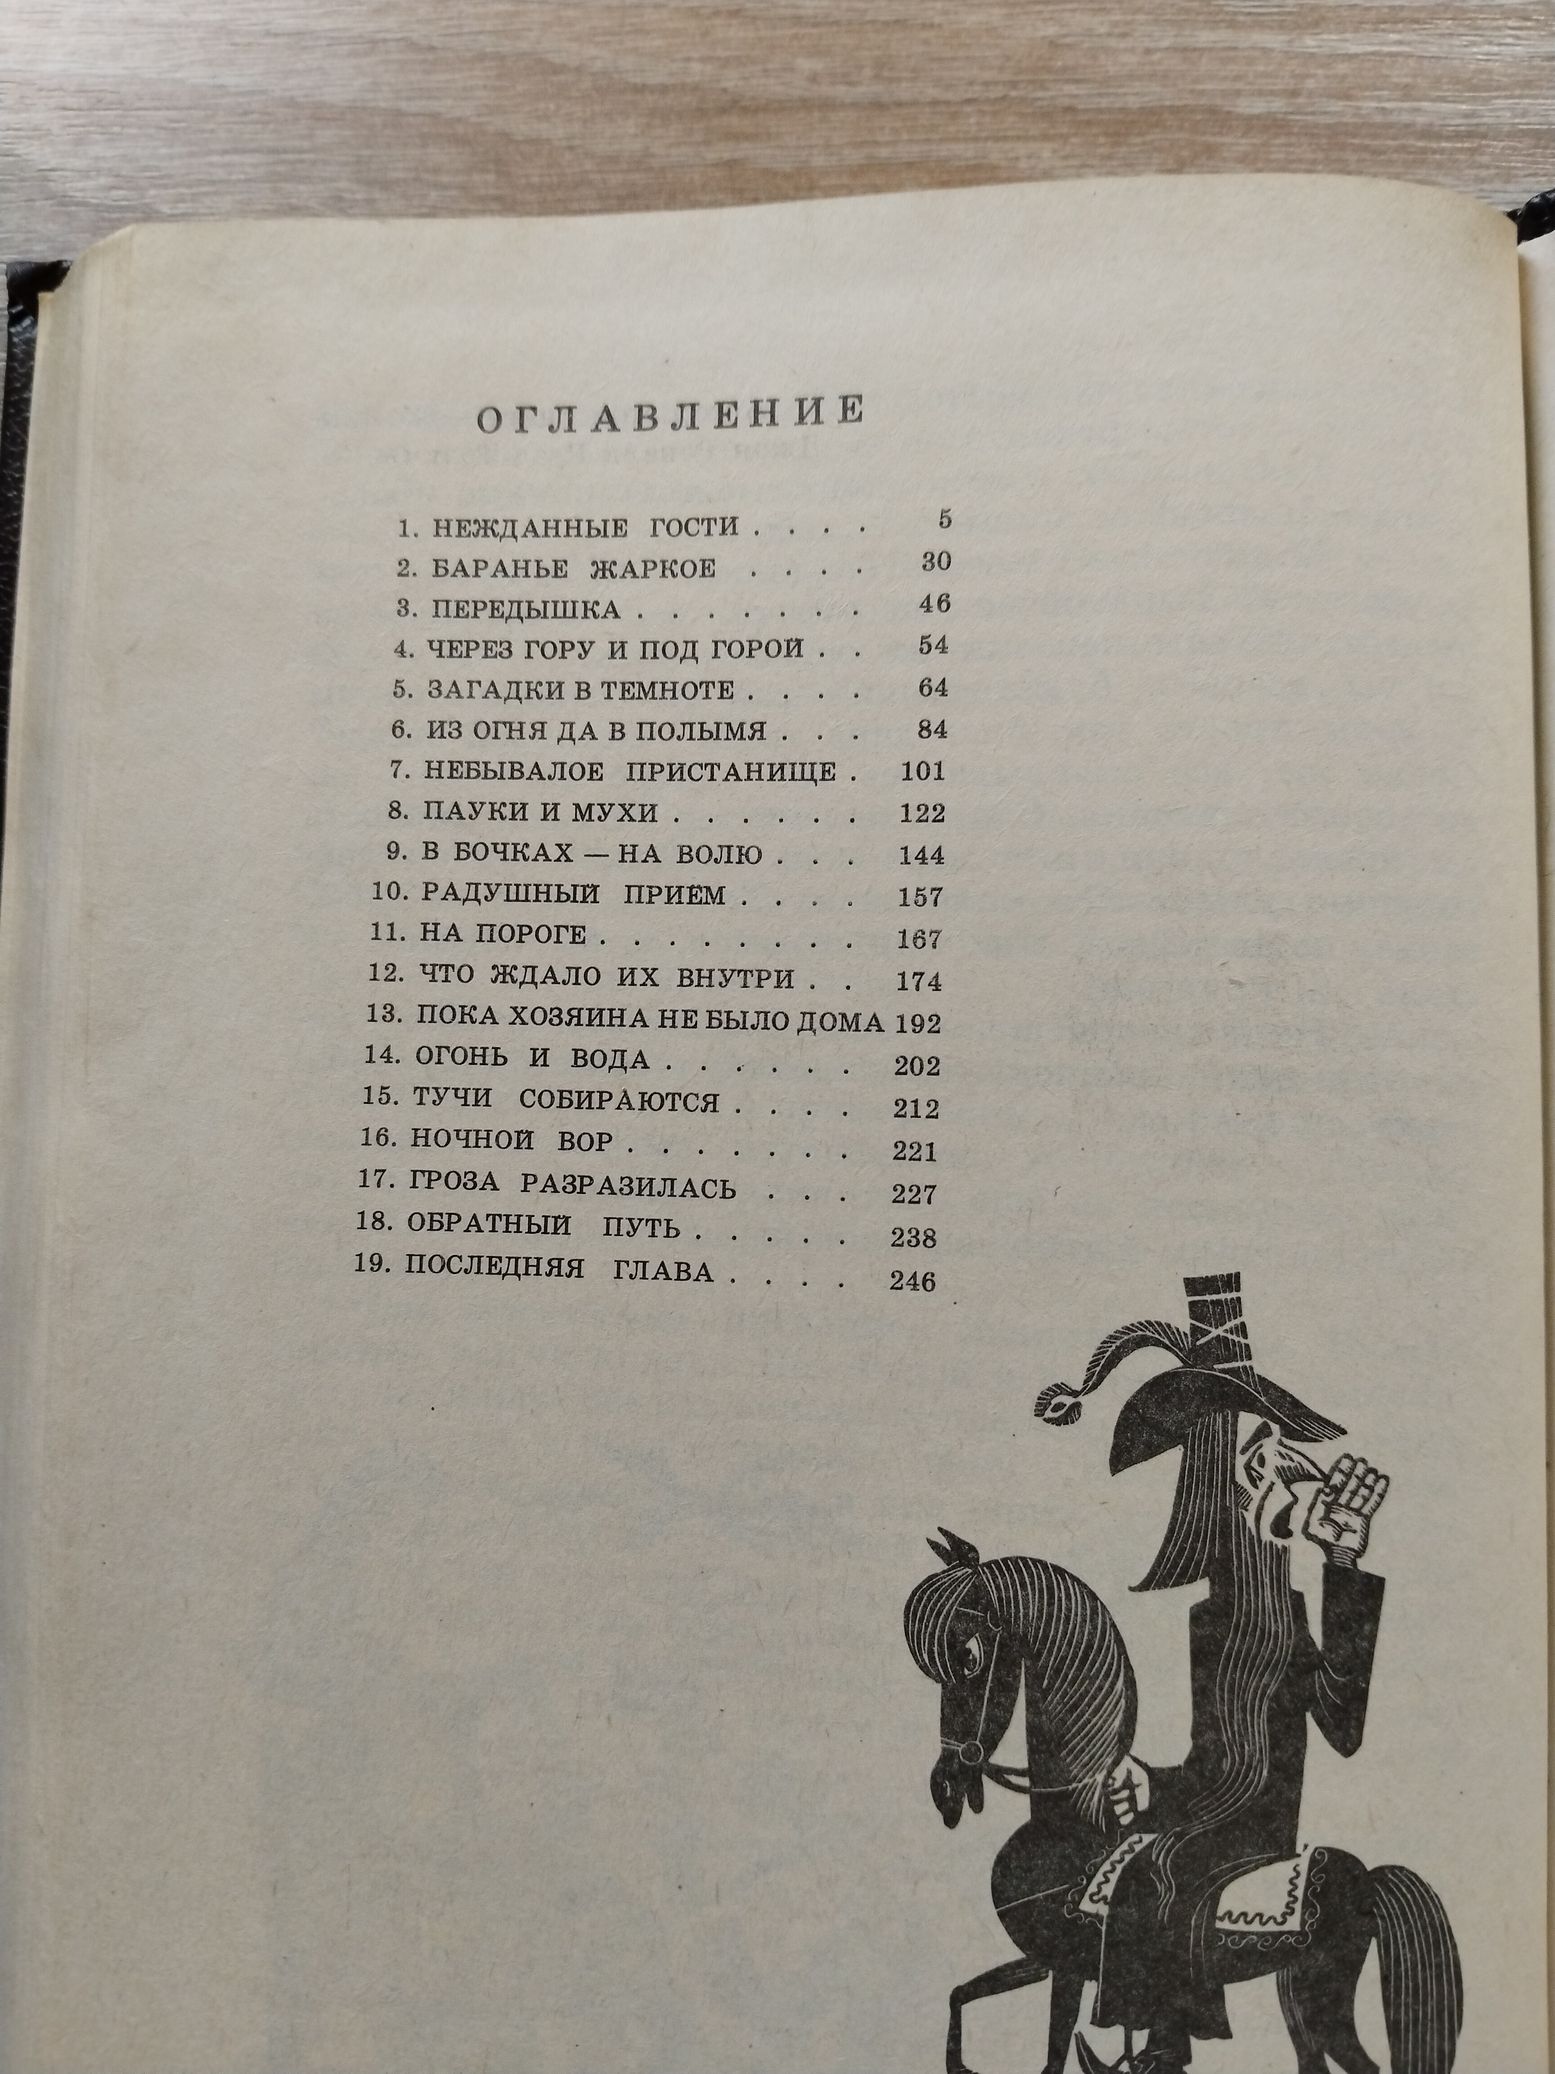 ОГЛАВЛЕНИЕ
1. НЕЖДАННЫЕ ГОСТИ . . . . 5
2. БАРАНЬЕ ЖАРКОЕ . . . . 30
3. ПЕРЕДЫШКА . . . . . . . 46
4. ЧЕРЕЗ ГОРУ И ПОД ГОРОЙ . . 54
5. ЗАГАДКИ В ТЕМНОТЕ . . . . 64
6. ИЗ ОГНЯ ДА В ПОЛЫМЯ . . . 84
7. НЕБЫВАЛОЕ ПРИСТАНИЩЕ . 101
8. ПАУКИ И МУХИ . . . . . . 122
9. В БОЧКАХ — НА ВОЛЮ . . . 144
10. РАДУШНЫЙ ПРИЁМ . . . . 157
11. НА ПОРОГЕ . . . . . . . . 167
12. ЧТО ЖДАЛО ИХ ВНУТРИ . . 174
13. ПОКА ХОЗЯИНА НЕ БЫЛО ДОМА 192
14. ОГОНЬ И ВОДА . . . . . . 202
15. ТУЧИ СОБИРАЮТСЯ . . . . 212
16. НОЧНОЙ ВОР . . . . . . . 221
17. ГРОЗА РАЗРАЗИЛАСЬ . . . 227
18. ОБРАТНЫЙ ПУТЬ . . . . . 238
19. ПОСЛЕДНЯЯ ГЛАВА . . . . 246